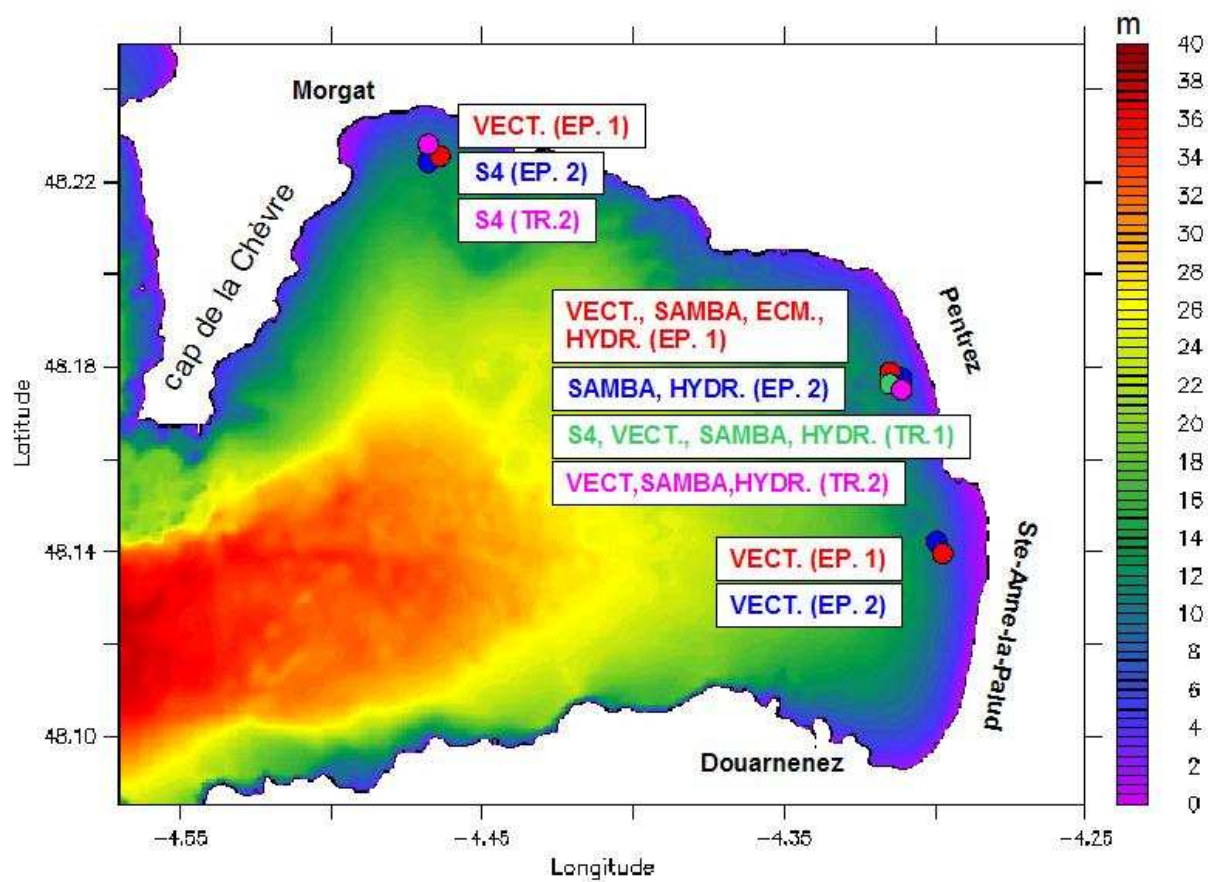 m
40
38
36
34
32
30
28
26
24
22
20
18
16
14
12
10
8
6
4
2
0
Morgat
VECT. (EP. 1)
S4 (EP. 2)
S4 (TR.2)
cap de la Chèvre
VECT., SAMBA, ECM.,
HYDR. (EP. 1)
SAMBA, HYDR. (EP. 2)
S4, VECT., SAMBA, HYDR. (TR.1)
VECT,SAMBA,HYDR. (TR.2)
Pentrez
VECT. (EP. 1)
VECT. (EP. 2)
Ste-Anne-la-Palud
Douarnenez
Latitude
48.22
48.18
48.14
48.10
-4.55
-4.45
-4.35
-4.25
Longitude